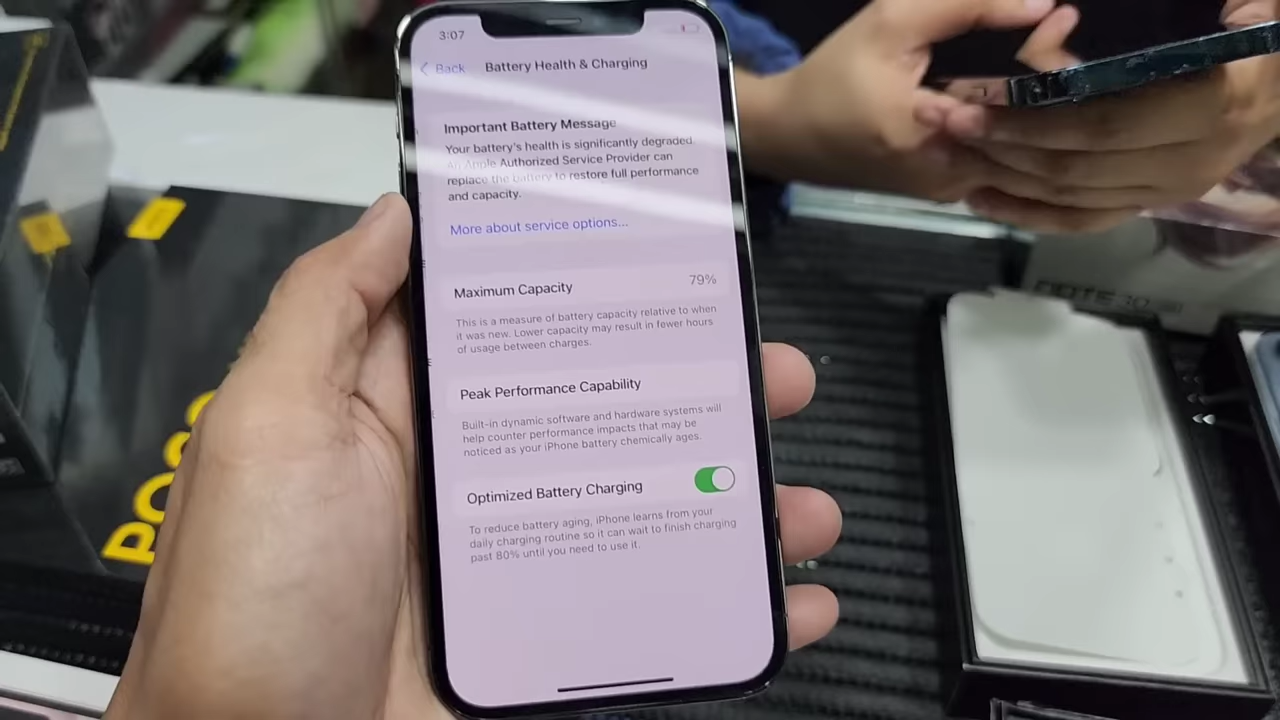 3:07
Back
Battery Health & Charging
Important Battery Message
Your battery's health is significantly degraded.
An Apple Authorized Service Provider can
replace the battery to restore full performance
and capacity.
More about service options...
Maximum Capacity 79%
This is a measure of battery capacity relative to when
it was new. Lower capacity may result in fewer hours
of usage between charges.
Peak Performance Capability
Built-in dynamic software and hardware systems will
help counter performance impacts that may be
noticed as your iPhone battery chemically ages.
Optimized Battery Charging
To reduce battery aging, iPhone learns from your
daily charging routine so it can wait to finish charging
past 80% until you need to use it.
POCO
NOTE 30